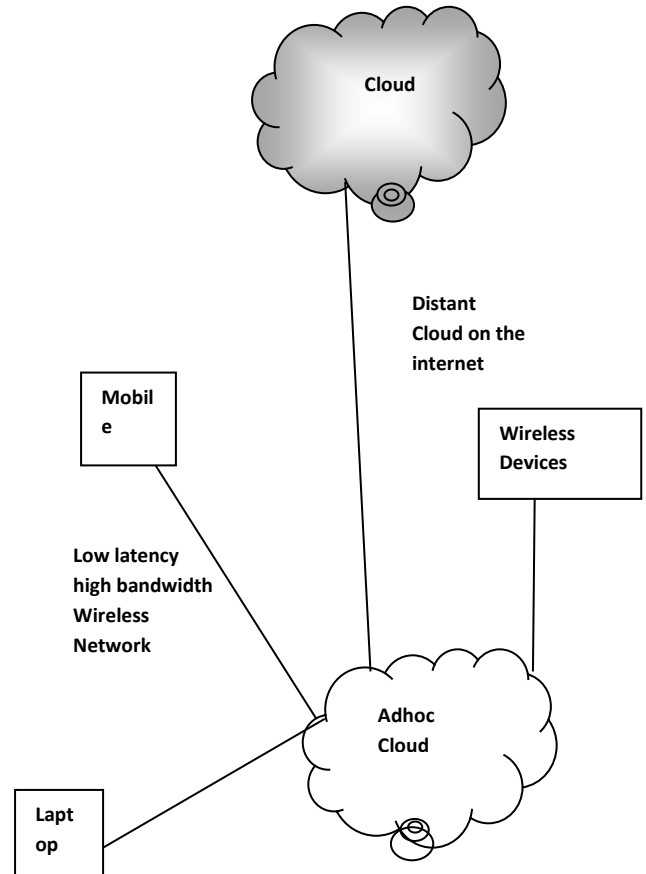 Cloud
Distant
Cloud on the
internet
Mobil
e
Wireless
Devices
Low latency
high bandwidth
Wireless
Network
Adhoc
Cloud
Lapt
op